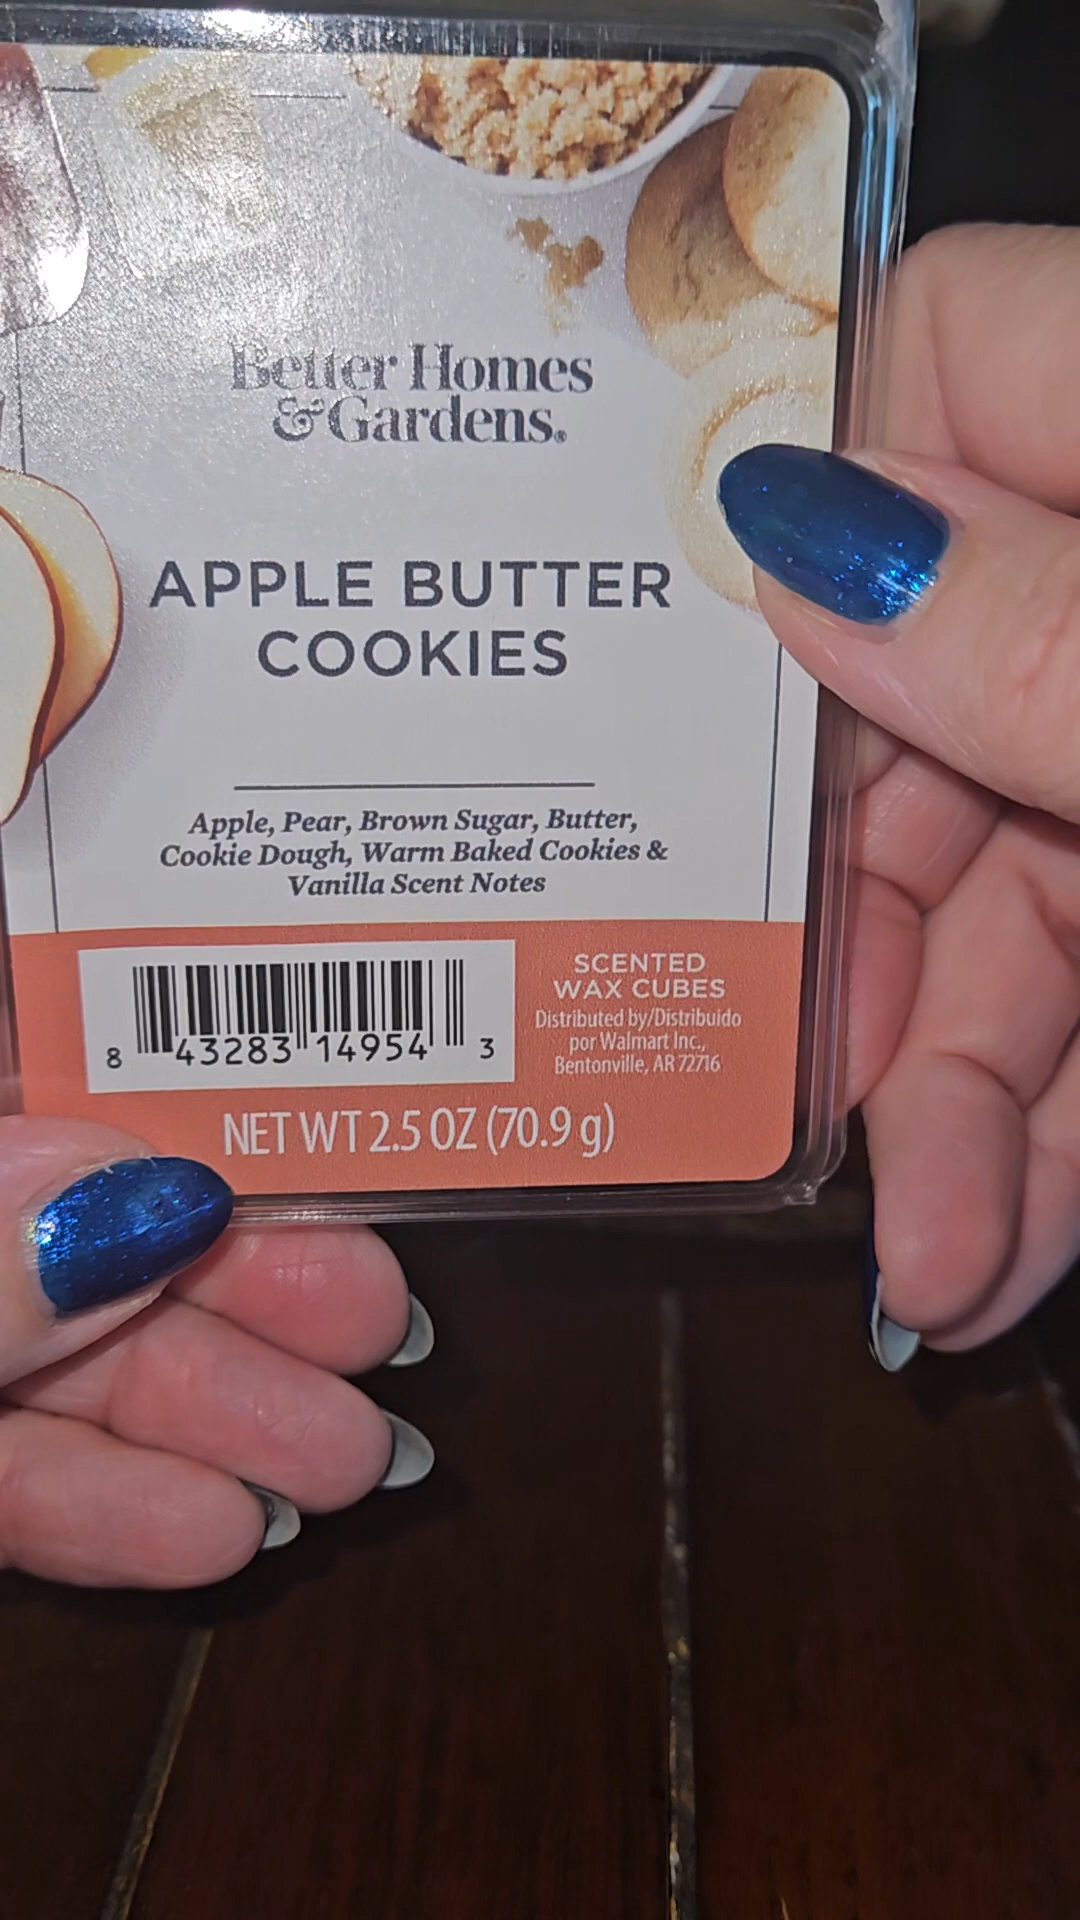 Better Homes
& Gardens®
APPLE BUTTER
COOKIES
Apple, Pear, Brown Sugar, Butter,
Cookie Dough, Warm Baked Cookies &
Vanilla Scent Notes
8 43283 14954 3
SCENTED
WAX CUBES
Distributed by/Distribuido
por Walmart Inc.,
Bentonville, AR 72716
NET WT 2.5 OZ (70.9 g)